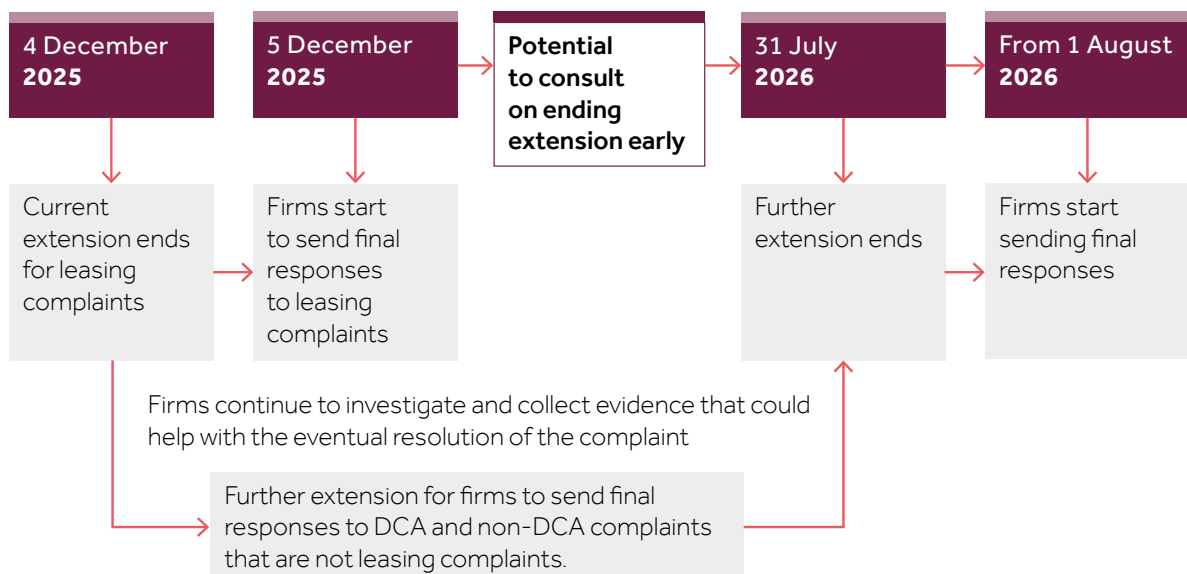 4 December
2025
5 December
2025
Potential
to consult
on ending
extension early
31 July
2026
From 1 August
2026
Current
extension ends
for leasing
complaints
Firms start
to send final
responses
to leasing
complaints
Further
extension ends
Firms start
sending final
responses
Firms continue to investigate and collect evidence that could
help with the eventual resolution of the complaint
Further extension for firms to send final
responses to DCA and non-DCA complaints
that are not leasing complaints.